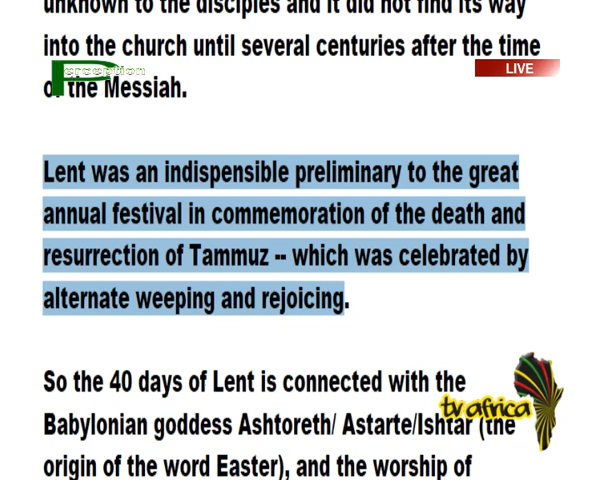 unknown to the disciples and it did not find its way
into the church until several centuries after the time
of the Messiah.
Perception
LIVE
Lent was an indispensible preliminary to the great
annual festival in commemoration of the death and
resurrection of Tammuz -- which was celebrated by
alternate weeping and rejoicing.
So the 40 days of Lent is connected with the
Babylonian goddess Ashtoreth/ Astarte/Ishtar (the
origin of the word Easter), and the worship of
tv africa